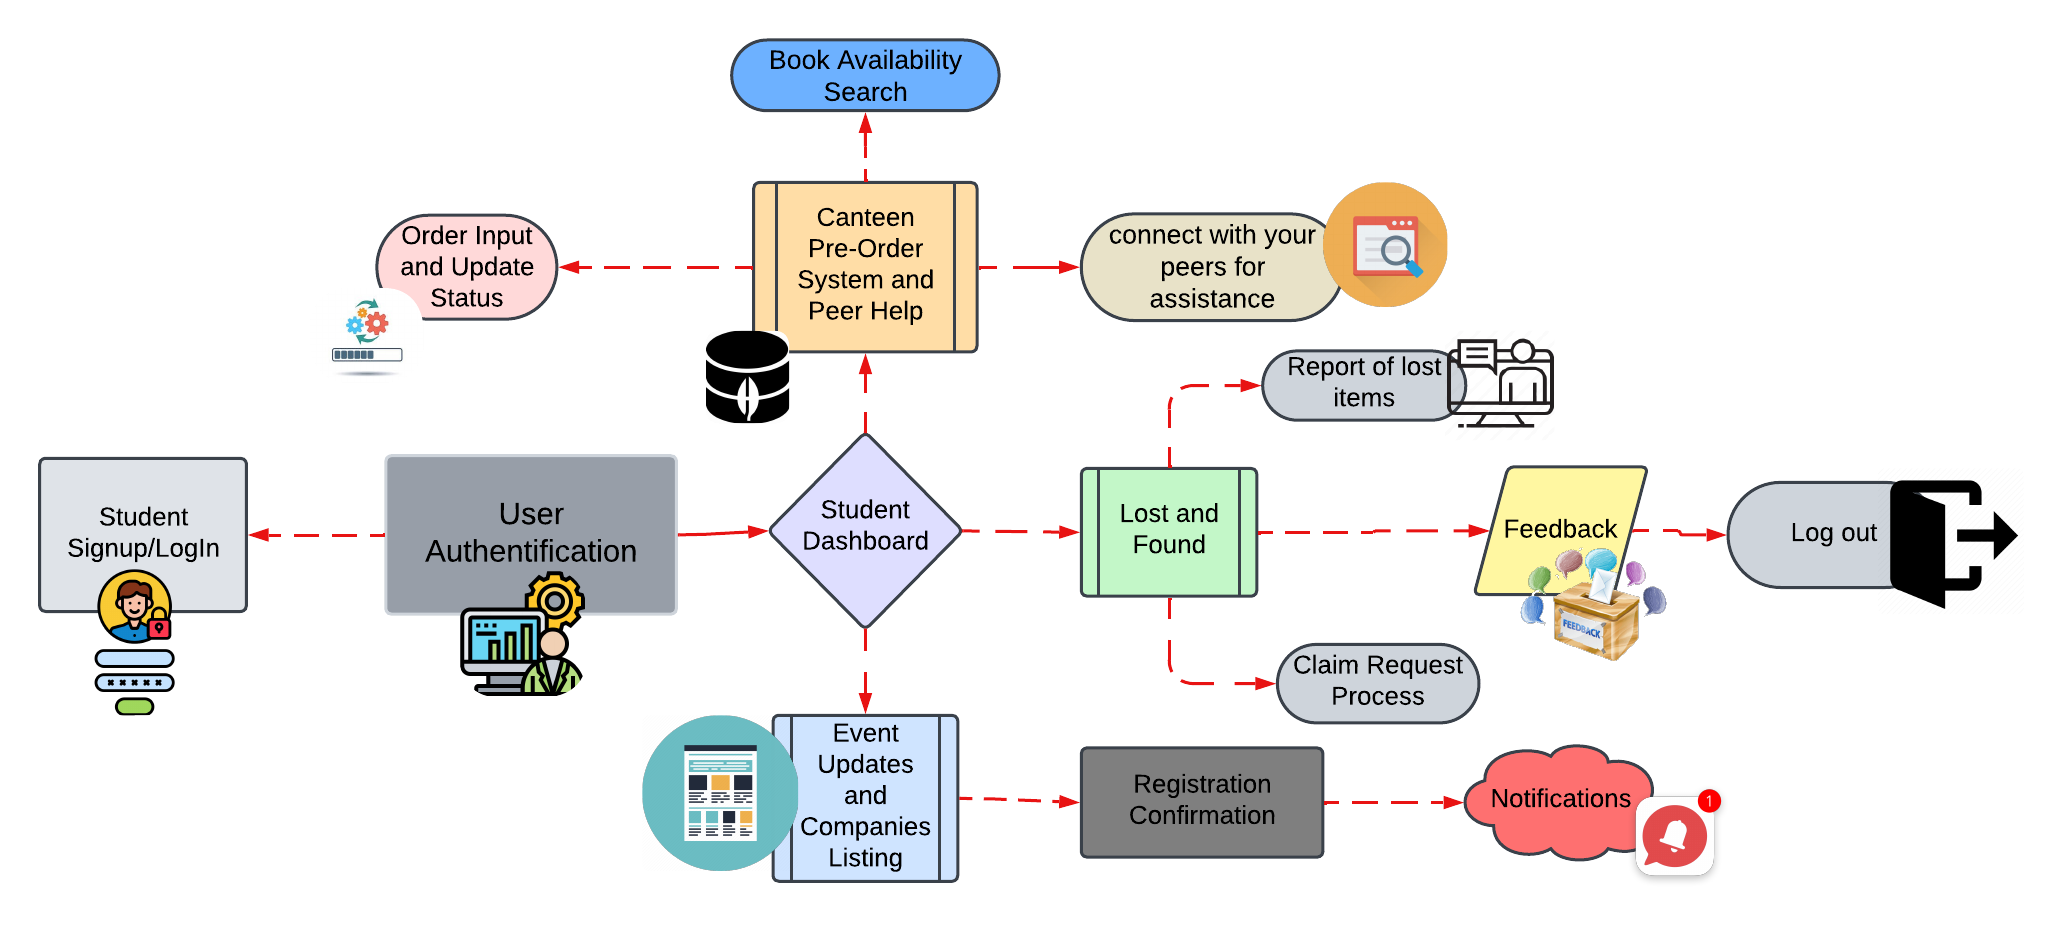 Book Availability
Search
Canteen
Pre-Order
System and
Peer Help
Order Input
and Update
Status
connect with your
peers for
assistance
Report of lost
items
Student
Signup/LogIn
User
Authentification
Student
Dashboard
Lost and
Found
Feedback
FEEDBACK
Log out
Claim Request
Process
Event
Updates
and
Companies
Listing
Registration
Confirmation
Notifications
1